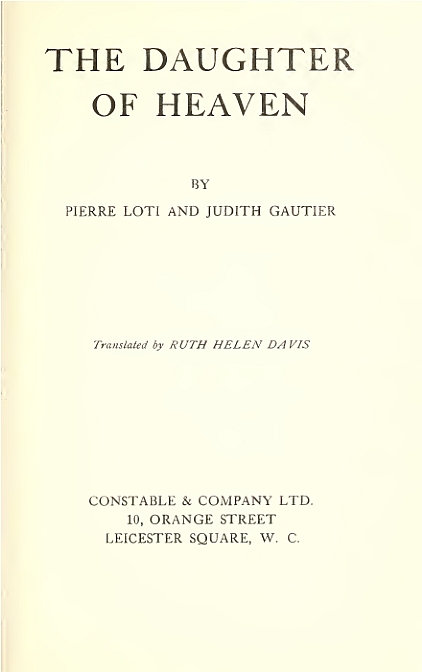 THE DAUGHTER
OF HEAVEN
BY
PIERRE LOTI AND JUDITH GAUTIER
Translated by RUTH HELEN DAVIS
CONSTABLE & COMPANY LTD.
10, ORANGE STREET
LEICESTER SQUARE, W. C.